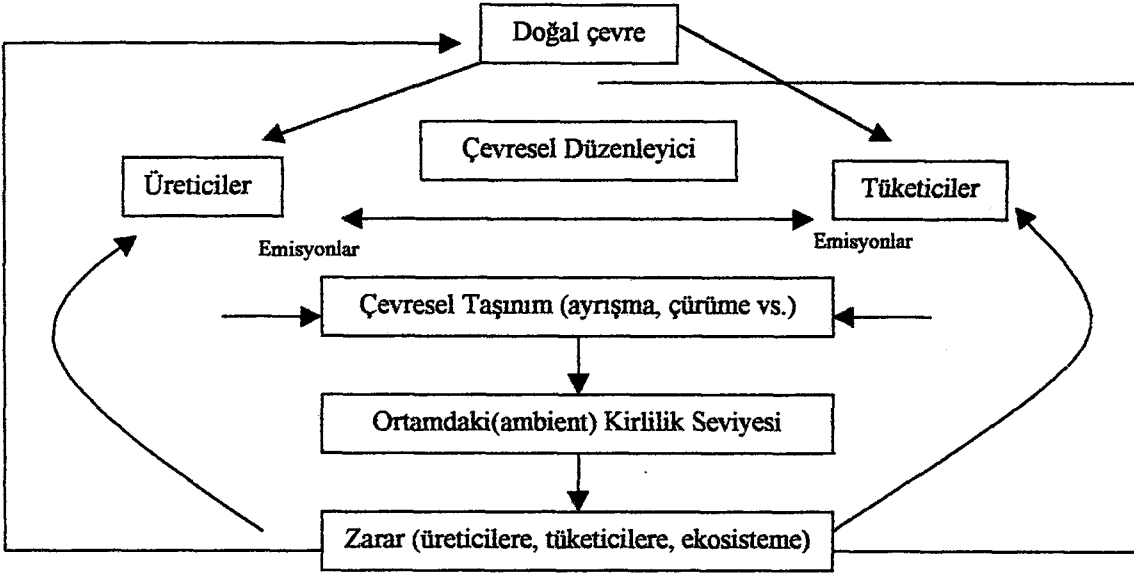 Doğal çevre
Çevresel Düzenleyici
Üreticiler
Tüketiciler
Emisyonlar
Emisyonlar
Çevresel Taşınım (ayrışma, çürüme vs.)
Ortamdaki(ambient) Kirlilik Seviyesi
Zarar (üreticilere, tüketicilere, ekosisteme)